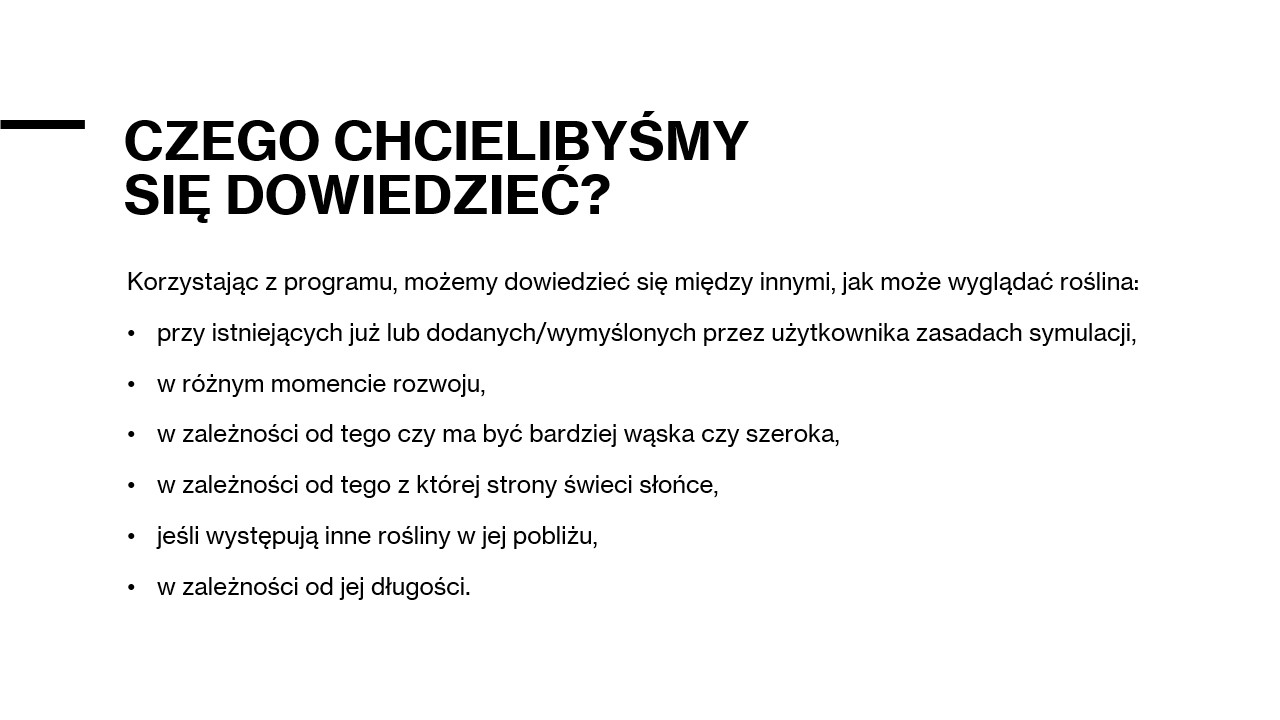 CZEGO CHCIELIBYŚMY
SIĘ DOWIEDZIEĆ?
Korzystając z programu, możemy dowiedzieć się między innymi, jak może wyglądać roślina:
• przy istniejących już lub dodanych/wymyślonych przez użytkownika zasadach symulacji,
• w różnym momencie rozwoju,
• w zależności od tego czy ma być bardziej wąska czy szeroka,
• w zależności od tego z której strony świeci słońce,
• jeśli występują inne rośliny w jej pobliżu,
• w zależności od jej długości.